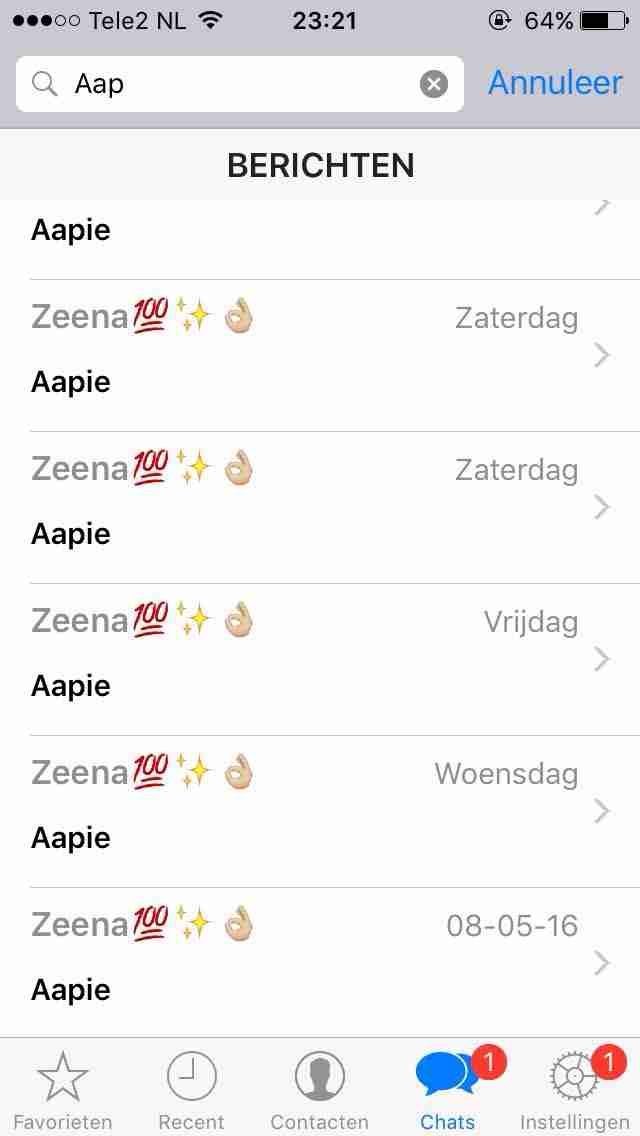 Tele2 NL 23:21 64%
Aap Annuleer
BERICHTEN
Aapie
Zeena💯✨👌🏼 Zaterdag
Aapie
Zeena💯✨👌🏼 Zaterdag
Aapie
Zeena💯✨👌🏼 Vrijdag
Aapie
Zeena💯✨👌🏼 Woensdag
Aapie
Zeena💯✨👌🏼 08-05-16
Aapie
1 1
Favorieten Recent Contacten Chats Instellingen